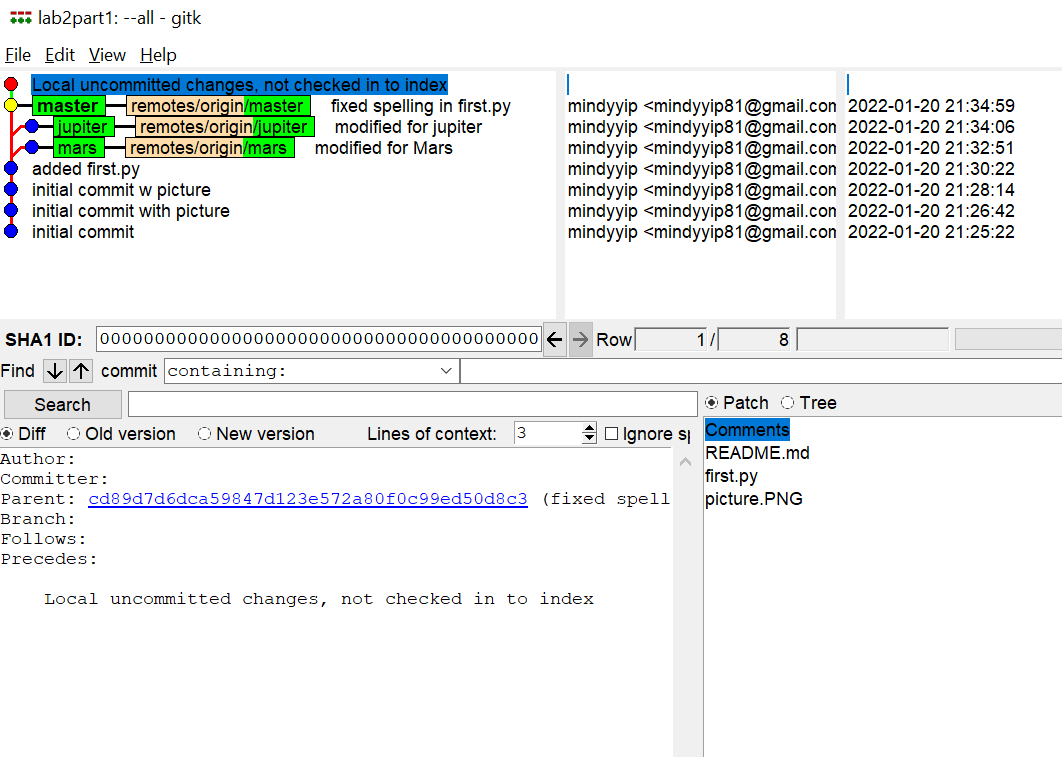 lab2part1: --all - gitk
File Edit View Help
Local uncommitted changes, not checked in to index
master remotes/origin/master fixed spelling in first.py mindyyip <mindyyip81@gmail.com 2022-01-20 21:34:59
jupiter remotes/origin/jupiter modified for jupiter mindyyip <mindyyip81@gmail.com 2022-01-20 21:34:06
mars remotes/origin/mars modified for Mars mindyyip <mindyyip81@gmail.com 2022-01-20 21:32:51
added first.py mindyyip <mindyyip81@gmail.com 2022-01-20 21:30:22
initial commit w picture mindyyip <mindyyip81@gmail.com 2022-01-20 21:28:14
initial commit with picture mindyyip <mindyyip81@gmail.com 2022-01-20 21:26:42
initial commit mindyyip <mindyyip81@gmail.com 2022-01-20 21:25:22
SHA1 ID: 0000000000000000000000000000000000000000 Row 1 / 8
Find commit containing:
Search
Patch Tree
Diff Old version New version Lines of context: 3 Ignore sp
Comments
README.md
first.py
picture.PNG
Author:
Committer:
Parent: cd89d7d6dca59847d123e572a80f0c99ed50d8c3 (fixed spell
Branch:
Follows:
Precedes:
Local uncommitted changes, not checked in to index